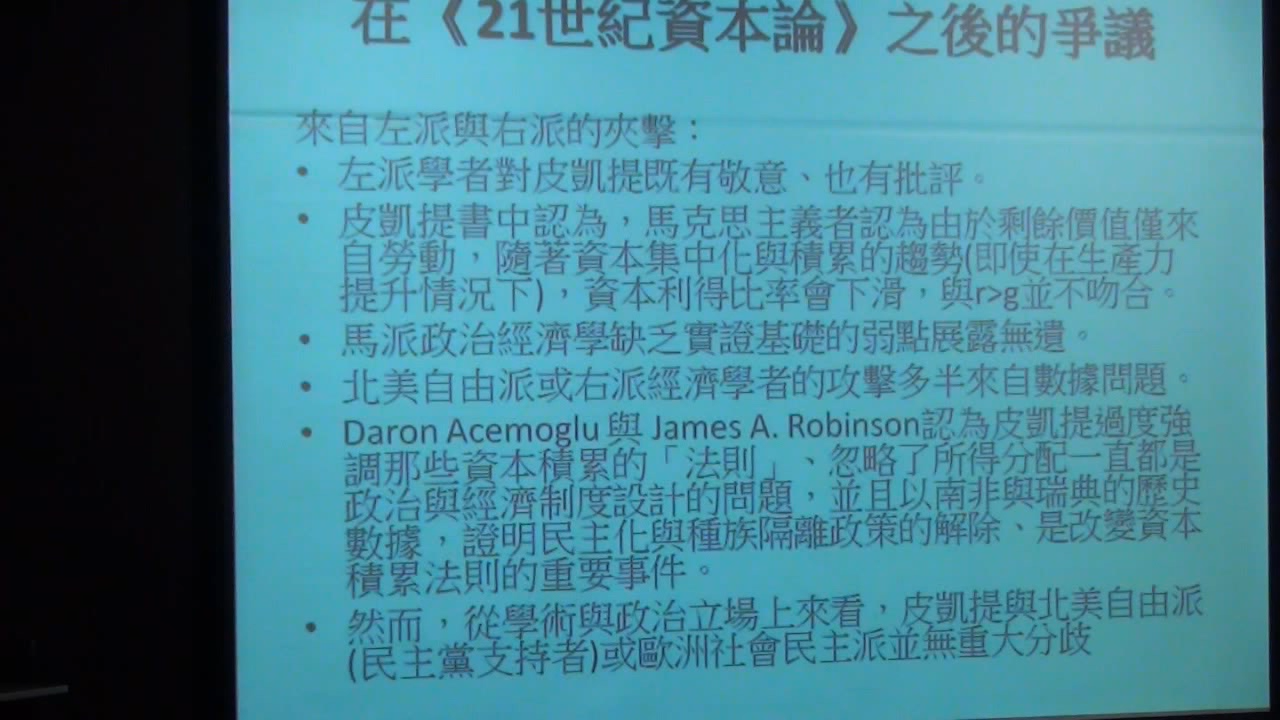 在《21世紀資本論》之後的爭議
來自左派與右派的夾擊：
• 左派學者對皮凱提既有敬意、也有批評。
• 皮凱提書中認為，馬克思主義者認為由於剩餘價值僅來
自勞動，隨著資本集中化與積累的趨勢(即使在生產力
提升情況下)，資本利得比率會下滑，與r>g並不吻合。
• 馬派政治經濟學缺乏實證基礎的弱點展露無遺。
• 北美自由派或右派經濟學者的攻擊多半來自數據問題。
• Daron Acemoglu 與 James A. Robinson認為皮凱提過度強
調那些資本積累的「法則」、忽略了所得分配一直都是
政治與經濟制度設計的問題，並且以南非與瑞典的歷史
數據，證明民主化與種族隔離政策的解除、是改變資本
積累法則的重要事件。
• 然而，從學術與政治立場上來看，皮凱提與北美自由派
(民主黨支持者)或歐洲社會民主派並無重大分歧